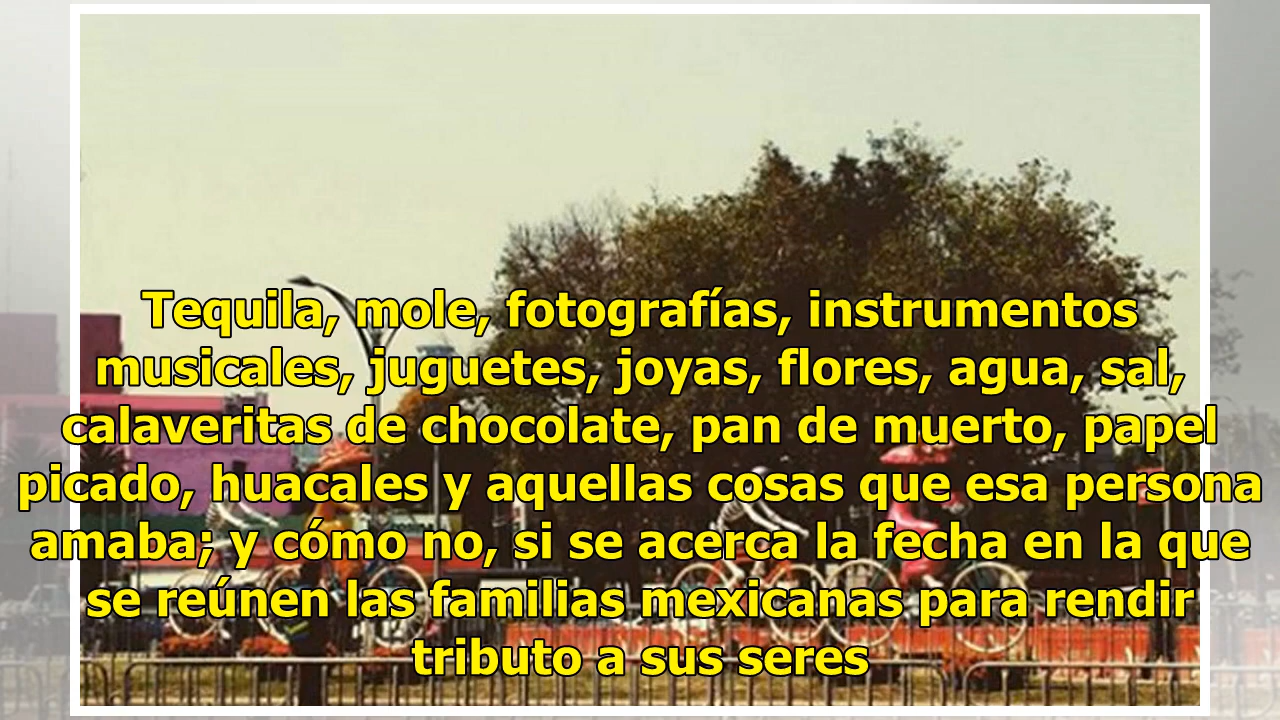 Tequila, mole, fotografías, instrumentos
musicales, juguetes, joyas, flores, agua, sal,
calaveritas de chocolate, pan de muerto, papel
picado, huacales y aquellas cosas que esa persona
amaba; y cómo no, si se acerca la fecha en la que
se reúnen las familias mexicanas para rendir
tributo a sus seres